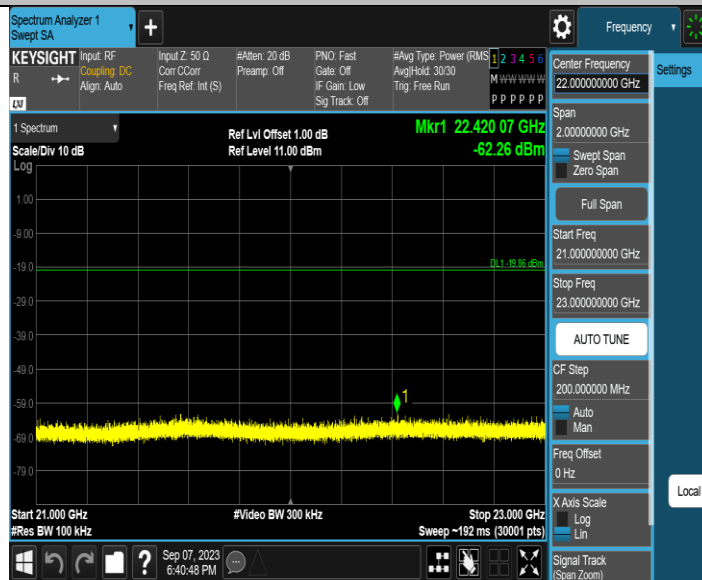 Spectrum Analyzer 1
Swept SA
+
Frequency
KEYSIGHT
R
LXI
Input: RF
Coupling: DC
Align: Auto
Input Z: 50 Ω
Corr CCorr
Freq Ref: Int (S)
#Atten: 20 dB
Preamp: Off
PNO: Fast
Gate: Off
IF Gain: Low
Sig Track: Off
#Avg Type: Power (RMS
Avg|Hold: 30/30
Trig: Free Run
1 2 3 4 5 6
M W W W W W
P P P P P P
1 Spectrum
Scale/Div 10 dB
Log
Ref Lvl Offset 1.00 dB
Ref Level 11.00 dBm
Mkr1 22.420 07 GHz
-62.26 dBm
1.00
-9.00
-19.0
-29.0
-39.0
-49.0
-59.0
-69.0
-79.0
DL1 -19.86 dBm
1
Start 21.000 GHz
#Res BW 100 kHz
#Video BW 300 kHz
Stop 23.000 GHz
Sweep ~192 ms (30001 pts)
?
Sep 07, 2023
6:40:48 PM
Center Frequency
22.000000000 GHz
Span
2.00000000 GHz
Swept Span
Zero Span
Full Span
Start Freq
21.000000000 GHz
Stop Freq
23.000000000 GHz
AUTO TUNE
CF Step
200.000000 MHz
Auto
Man
Freq Offset
0 Hz
X Axis Scale
Log
Lin
Signal Track
(Span Zoom)
Settings
Local